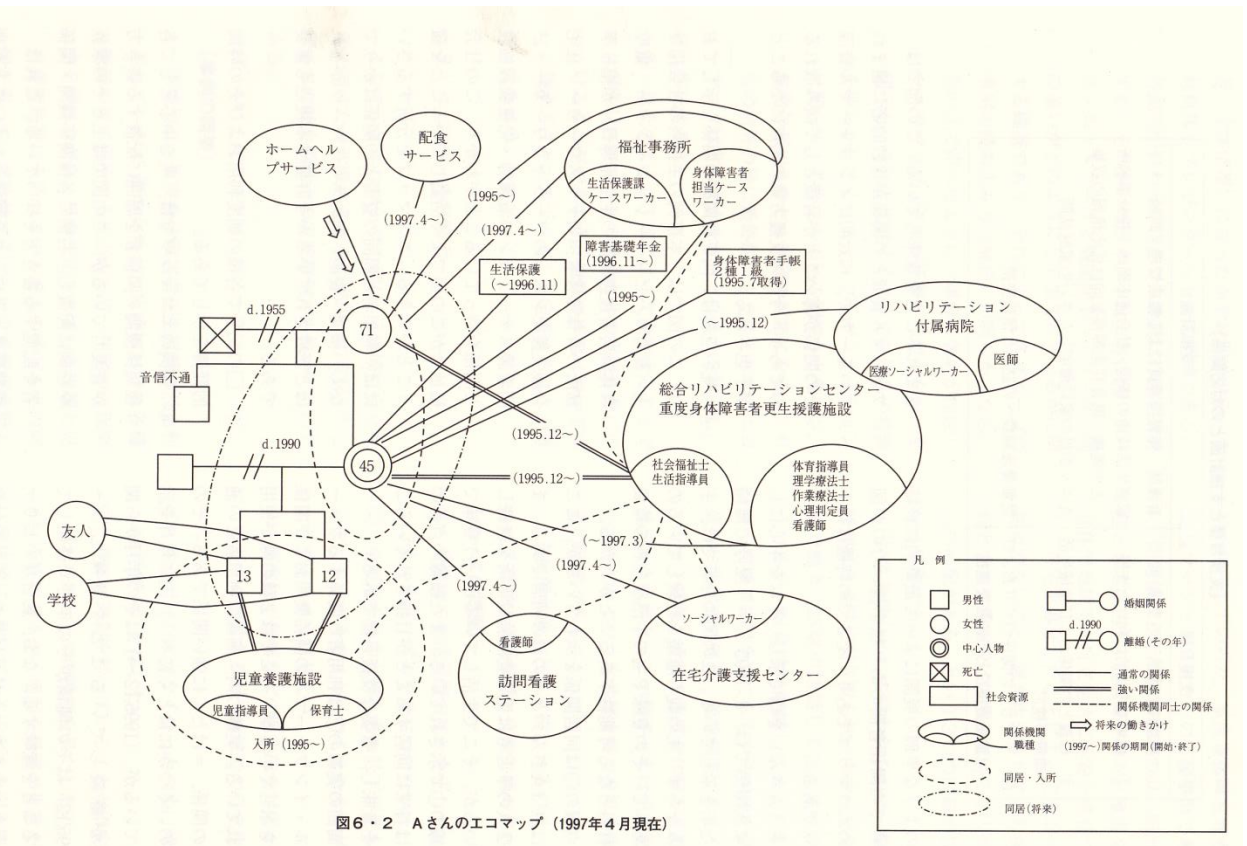 ホームヘル
プサービス
配食
サービス
福祉事務所
生活保護課
ケースワーカー
身体障害者
担当ケース
ワーカー
(1995～)
(1997.4～)
(1997.4～)
生活保護
(～1996.11)
障害基礎年金
(1996.11～)
身体障害者手帳
2種1級
(1995.7取得)
(1995～)
(～1995.12)
リハビリテーション
付属病院
医療ソーシャルワーカー
医師
d.1955
71
音信不通
総合リハビリテーションセンター
重度身体障害者更生援護施設
社会福祉士
生活指導員
体育指導員
理学療法士
作業療法士
心理判定員
看護師
(1995.12～)
(1995.12～)
d.1990
45
友人
学校
13
12
(～1997.3)
(1997.4～)
(1997.4～)
児童養護施設
児童指導員
保育士
入所 (1995～)
看護師
訪問看護
ステーション
ソーシャルワーカー
在宅介護支援センター
凡 例
男性
女性
中心人物
死亡
社会資源
関係機関
職種
同居・入所
同居(将来)
婚姻関係
d.1990
離婚(その年)
通常の関係
強い関係
関係機関同士の関係
将来の働きかけ
(1997～)関係の期間(開始・終了)
図6・2 Aさんのエコマップ (1997年4月現在)